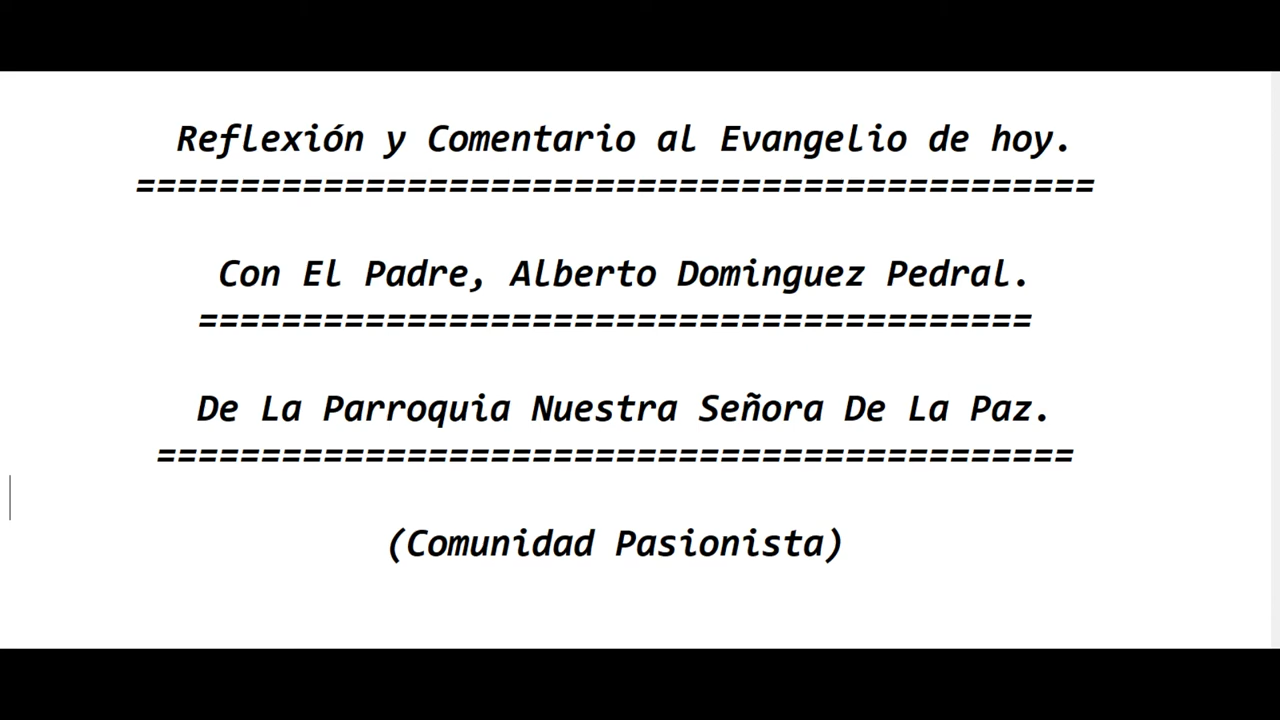 Reflexión y Comentario al Evangelio de hoy.
==============================================
Con El Padre, Alberto Dominguez Pedral.
========================================
De La Parroquia Nuestra Señora De La Paz.
============================================
(Comunidad Pasionista)